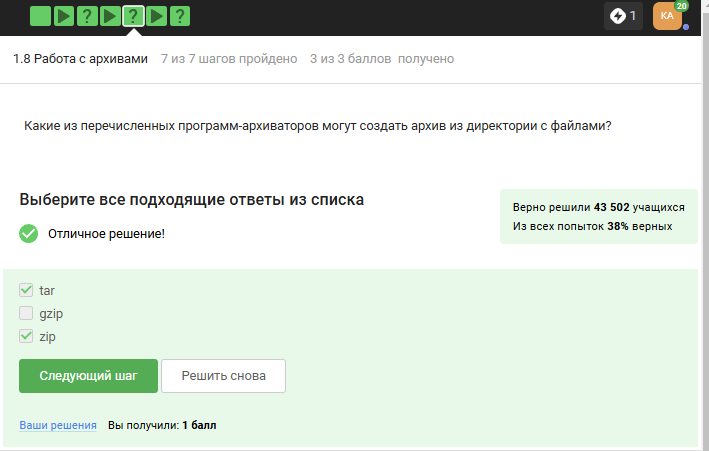 ? ? ?
1
КА
20
1.8 Работа с архивами 7 из 7 шагов пройдено 3 из 3 баллов получено
Какие из перечисленных программ-архиваторов могут создать архив из директории с файлами?
Выберите все подходящие ответы из списка
Верно решили 43 502 учащихся
Из всех попыток 38% верных
Отличное решение!
tar
gzip
zip
Следующий шаг Решить снова
Ваши решения Вы получили: 1 балл